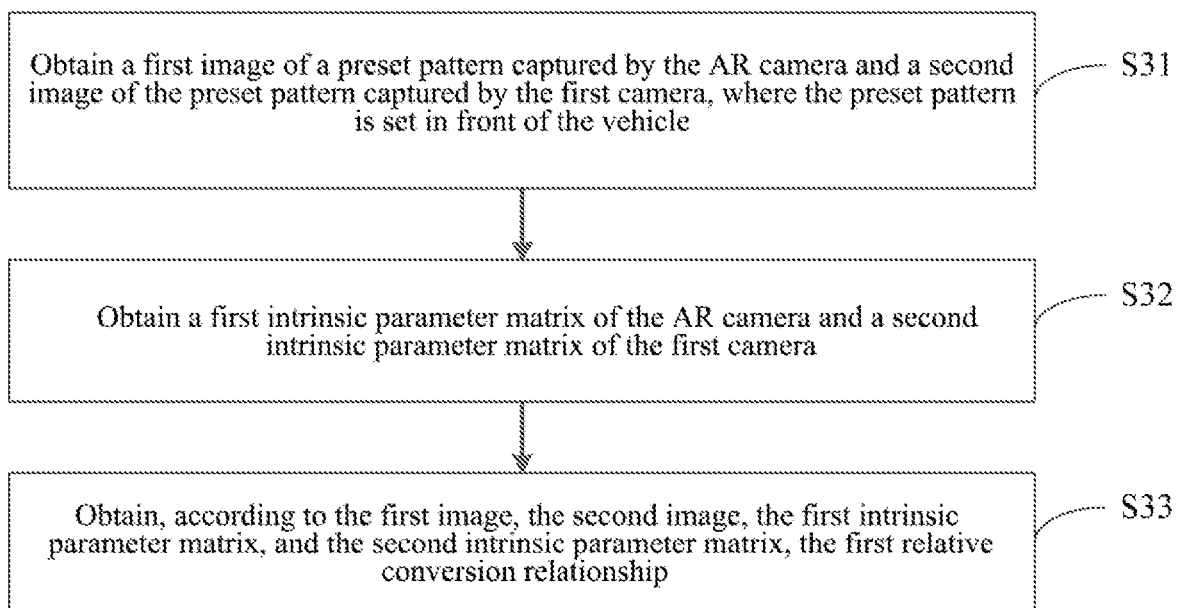 Obtain a first image of a preset pattern captured by the AR camera and a second
image of the preset pattern captured by the first camera, where the preset pattern
is set in front of the vehicle
S31
Obtain a first intrinsic parameter matrix of the AR camera and a second
intrinsic parameter matrix of the first camera
S32
Obtain, according to the first image, the second image, the first intrinsic
parameter matrix, and the second intrinsic parameter matrix, the first relative
conversion relationship
S33